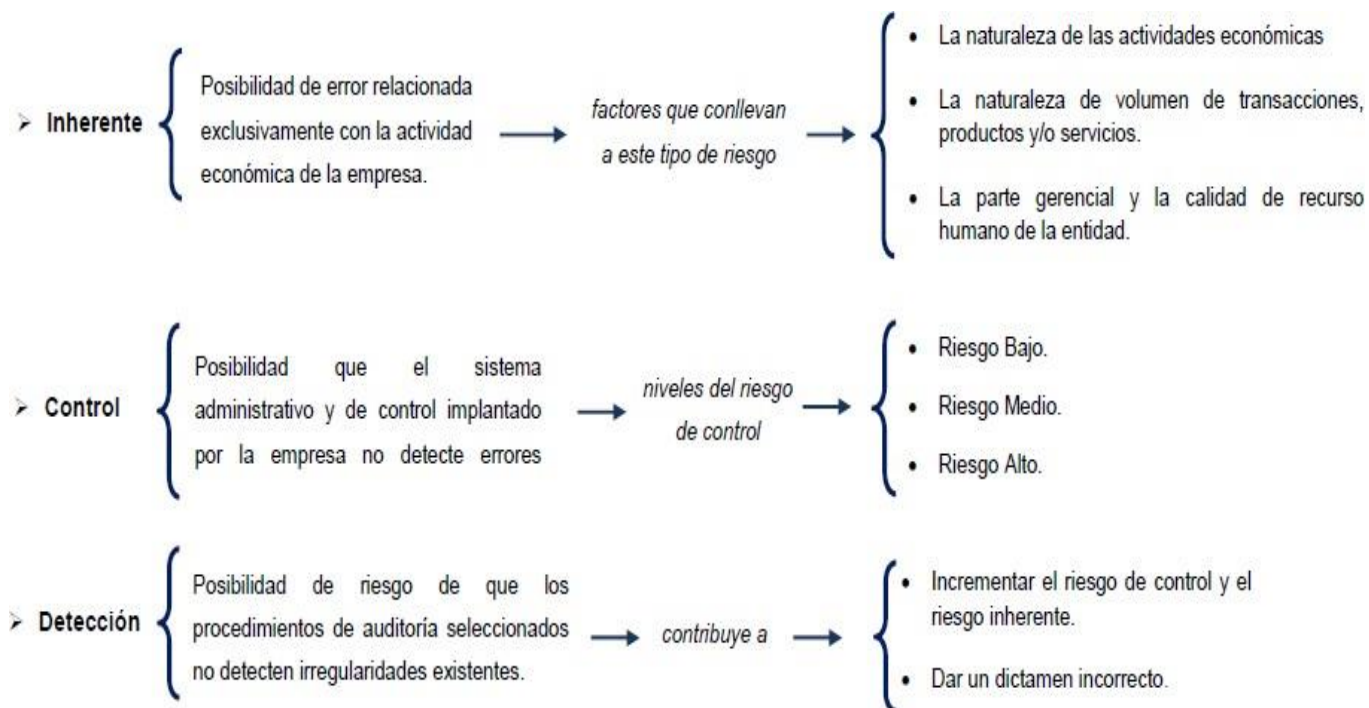 Inherente
Posibilidad de error relacionada
exclusivamente con la actividad
económica de la empresa.
factores que conllevan
a este tipo de riesgo
• La naturaleza de las actividades económicas
• La naturaleza de volumen de transacciones,
productos y/o servicios.
• La parte gerencial y la calidad de recurso
humano de la entidad.
Control
Posibilidad que el sistema
administrativo y de control implantado
por la empresa no detecte errores
niveles del riesgo
de control
• Riesgo Bajo.
• Riesgo Medio.
• Riesgo Alto.
Detección
Posibilidad de riesgo de que los
procedimientos de auditoría seleccionados
no detecten irregularidades existentes.
contribuye a
• Incrementar el riesgo de control y el
riesgo inherente.
• Dar un dictamen incorrecto.